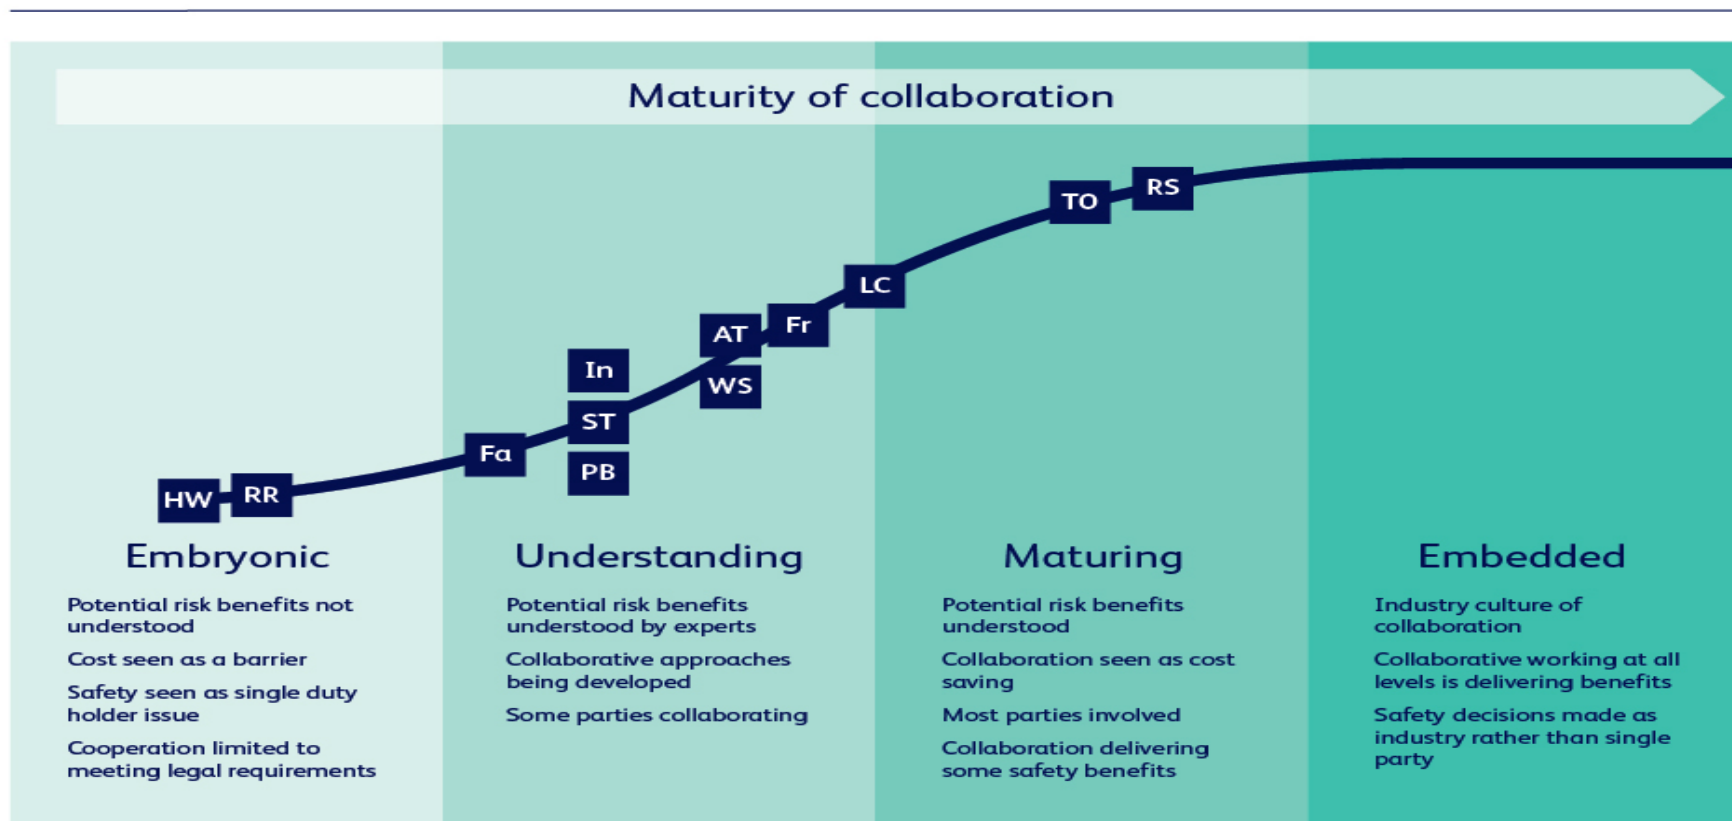 Maturity of collaboration
TO
RS
LC
AT
Fr
In
WS
ST
Fa
PB
HW
RR
Embryonic
Potential risk benefits not
understood
Cost seen as a barrier
Safety seen as single duty
holder issue
Cooperation limited to
meeting legal requirements
Understanding
Potential risk benefits
understood by experts
Collaborative approaches
being developed
Some parties collaborating
Maturing
Potential risk benefits
understood
Collaboration seen as cost
saving
Most parties involved
Collaboration delivering
some safety benefits
Embedded
Industry culture of
collaboration
Collaborative working at all
levels is delivering benefits
Safety decisions made as
industry rather than single
party